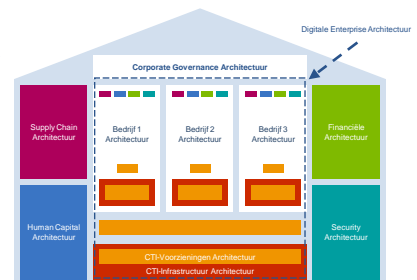 Digitale Enterprise Architectuur
Corporate Governance Architectuur
Supply Chain
Architectuur
Bedrijf 1
Architectuur
Bedrijf 2
Architectuur
Bedrijf 3
Architectuur
Financiële
Architectuur
Human Capital
Architectuur
Security
Architectuur
CTI-Voorzieningen Architectuur
CTI-Infrastructuur Architectuur